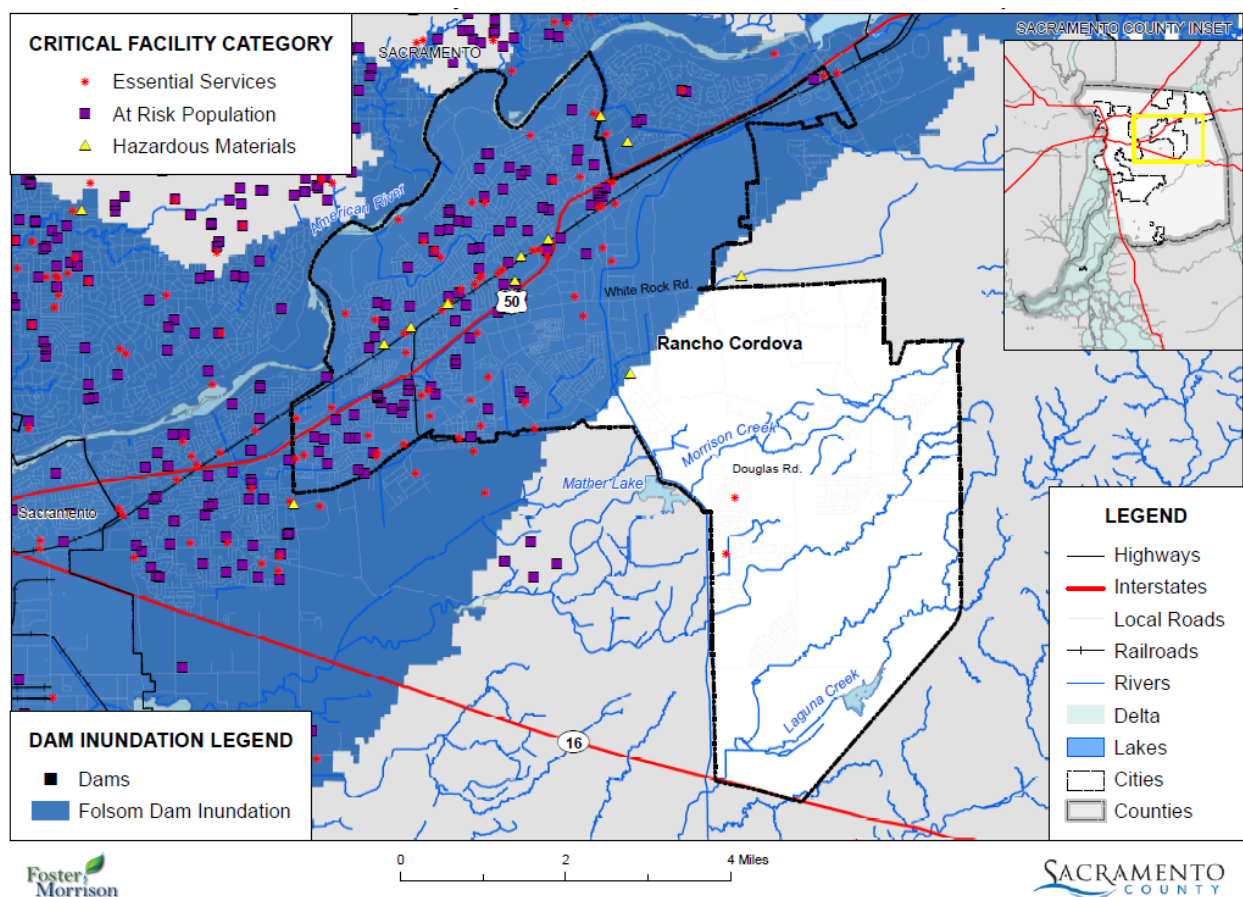 CRITICAL FACILITY CATEGORY
Essential Services
At Risk Population
Hazardous Materials
SACRAMENTO
SACRAMENTO COUNTY INSET
American River
50
White Rock Rd.
Rancho Cordova
Morrison Creek
Douglas Rd.
Mather Lake
Sacramento
Laguna Creek
16
LEGEND
Highways
Interstates
Local Roads
Railroads
Rivers
Delta
Lakes
Cities
Counties
DAM INUNDATION LEGEND
Dams
Folsom Dam Inundation
Foster
Morrison
0 2 4 Miles
SACRAMENTO
COUNTY